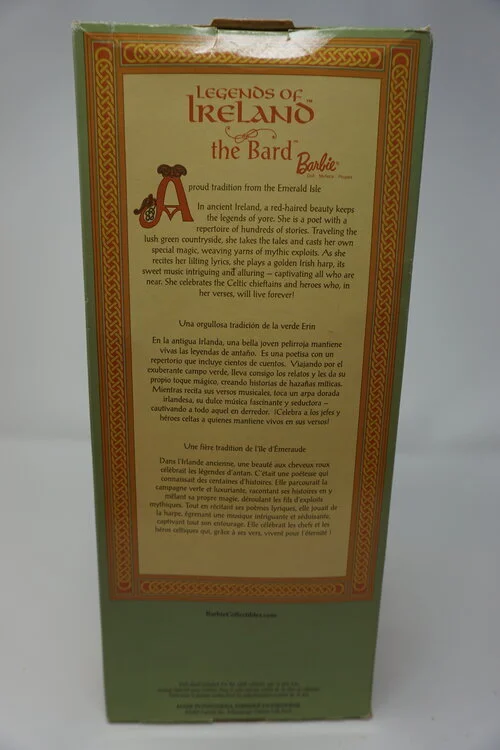 LEGENDS OF
IRELAND™
the Bard™
Barbie®
A proud tradition from the Emerald Isle
In ancient Ireland, a red-haired beauty keeps
the legends of yore. She is a poet with a
repertoire of hundreds of stories. Traveling the
lush green countryside, she takes the tales and casts her own
special magic, weaving yarns of mythic exploits. As she
recites her lilting lyrics, she plays a golden Irish harp, its
sweet music intriguing and alluring – captivating all who are
near. She celebrates the Celtic chieftains and heroes who, in
her verses, will live forever!
Una orgullosa tradición de la verde Erin
En la antigua Irlanda, una bella joven pelirroja mantiene
vivas las leyendas de antaño. Es una poetisa con un
repertorio que incluye cientos de cuentos. Viajando por el
exuberante campo verde, lleva consigo los relatos y les da su
propio toque mágico, creando historias de hazañas míticas.
Mientras recita sus versos musicales, toca un arpa dorada
irlandesa, su dulce música fascinante y seductora –
cautivando a todo aquel en derredor. ¡Celebra a los jefes y
héroes celtas a quienes mantiene vivos en sus versos!
Une fière tradition de l'île d'Émeraude
Dans l'Irlande ancienne, une beauté aux cheveux roux
célébrait les légendes d'antan. C'était une poétesse qui
connaissait des centaines d'histoires. Elle parcourait la
campagne verte et luxuriante, racontant ses histoires en y
mêlant sa propre magie, déroulant les fils d'exploits
mythiques. Tout en récitant ses poèmes lyriques, elle jouait de
la harpe, égrenant une musique intriguante et séduisante,
captivant tout son entourage. Elle célébrait les chefs et les
héros celtiques qui, grâce à ses vers, vivent pour l'éternité !
BarbieCollectibles.com